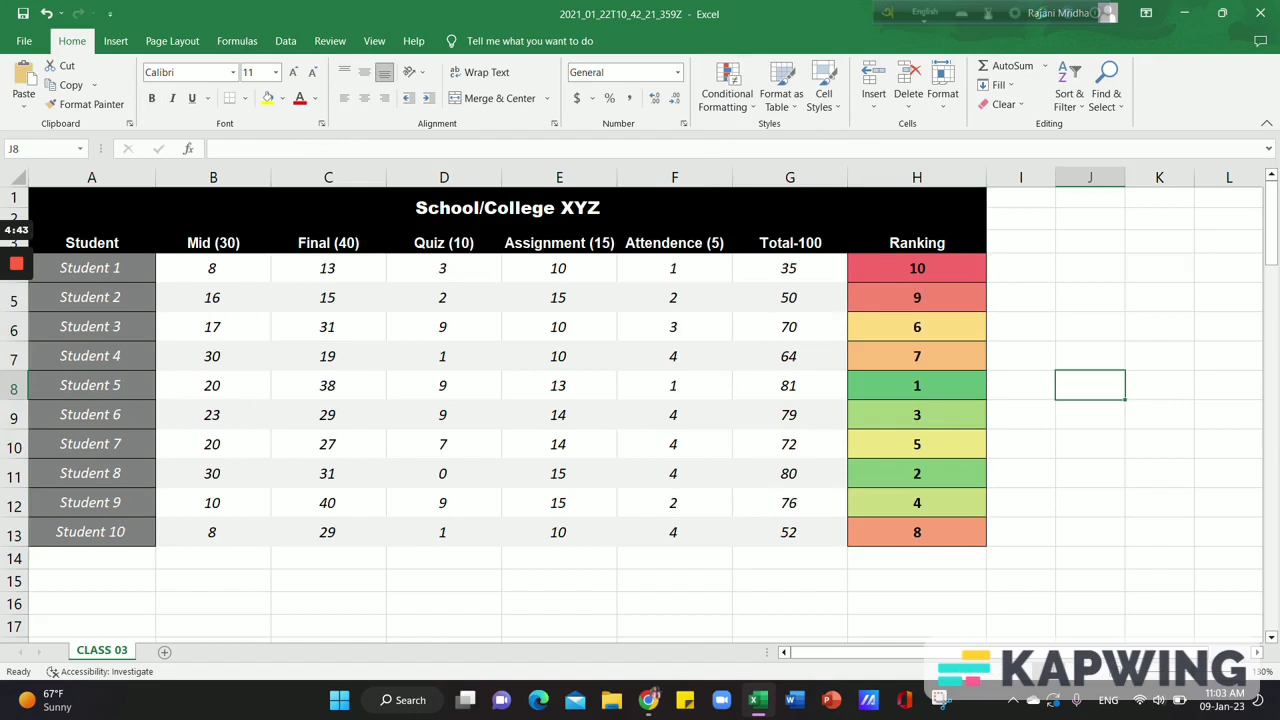 2021_01_22T10_42_21_359Z - Excel
English
Rajani Mridha
File Home Insert Page Layout Formulas Data Review View Help Tell me what you want to do
Paste
Cut
Copy
Format Painter
Clipboard
Calibri 11
B I U
Font
Wrap Text
Merge & Center
Alignment
General
$ % ,
Number
Conditional Formatting
Format as Table
Cell Styles
Styles
Insert
Delete
Format
Cells
AutoSum
Fill
Clear
Sort & Filter
Find & Select
Editing
J8
fx
A B C D E F G H I J K L
1 School/College XYZ
2
4:43
3 Student Mid (30) Final (40) Quiz (10) Assignment (15) Attendence (5) Total-100 Ranking
Student 1 8 13 3 10 1 35 10
5 Student 2 16 15 2 15 2 50 9
6 Student 3 17 31 9 10 3 70 6
7 Student 4 30 19 1 10 4 64 7
8 Student 5 20 38 9 13 1 81 1
9 Student 6 23 29 9 14 4 79 3
10 Student 7 20 27 7 14 4 72 5
11 Student 8 30 31 0 15 4 80 2
12 Student 9 10 40 9 15 2 76 4
13 Student 10 8 29 1 10 4 52 8
14
15
16
17
CLASS 03
Ready Accessibility: Investigate
130%
KAPWING
67°F
Sunny
Search
ENG
11:03 AM
09-Jan-23